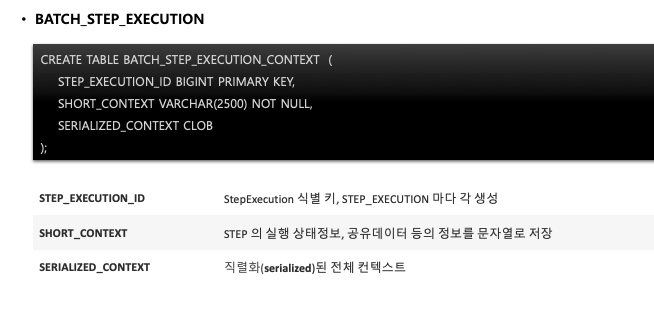 • BATCH_STEP_EXECUTION
CREATE TABLE BATCH_STEP_EXECUTION_CONTEXT (
STEP_EXECUTION_ID BIGINT PRIMARY KEY,
SHORT_CONTEXT VARCHAR(2500) NOT NULL,
SERIALIZED_CONTEXT CLOB
);
STEP_EXECUTION_ID StepExecution 식별 키, STEP_EXECUTION 마다 각 생성
SHORT_CONTEXT STEP 의 실행 상태정보, 공유데이터 등의 정보를 문자열로 저장
SERIALIZED_CONTEXT 직렬화(serialized)된 전체 컨텍스트